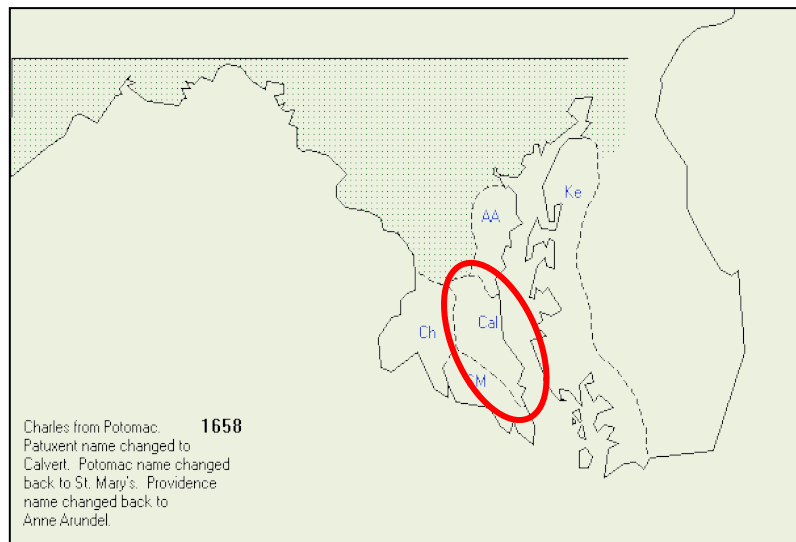 Ke
AA
Cal
Ch
SM
Charles from Potomac. 1658
Patuxent name changed to
Calvert. Potomac name changed
back to St. Mary's. Providence
name changed back to
Anne Arundel.